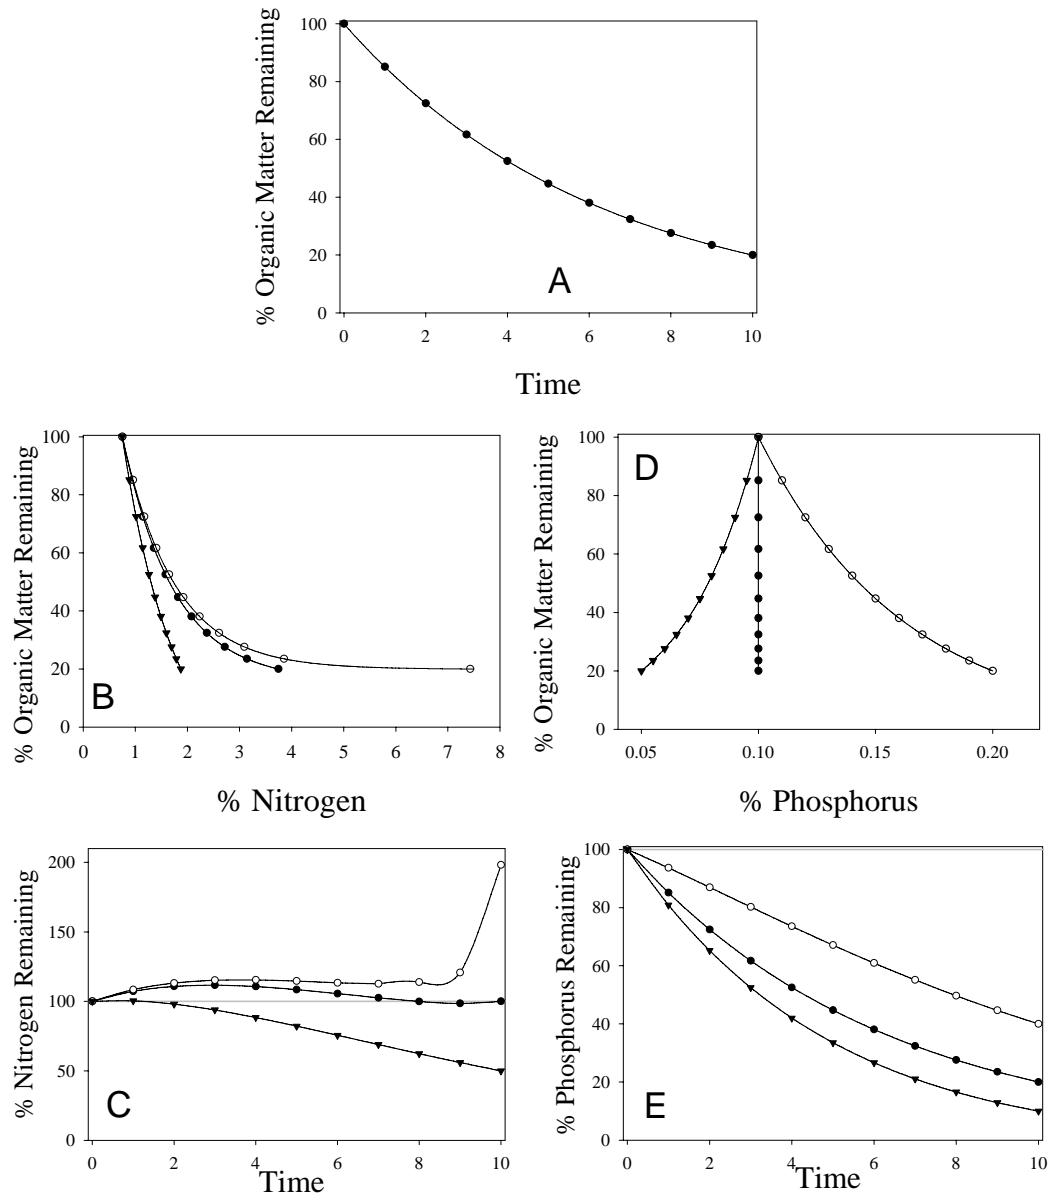 % Organic Matter Remaining
100
80
60
40
20
0
A
0 2 4 6 8 10
Time
% Organic Matter Remaining
100
80
60
40
20
0
B
0 1 2 3 4 5 6 7 8
% Nitrogen
% Organic Matter Remaining
100
80
60
40
20
0
D
0.05 0.10 0.15 0.20
% Phosphorus
% Nitrogen Remaining
200
150
100
50
0
C
0 2 4 6 8 10
Time
% Phosphorus Remaining
100
80
60
40
20
0
E
0 2 4 6 8 10
Time